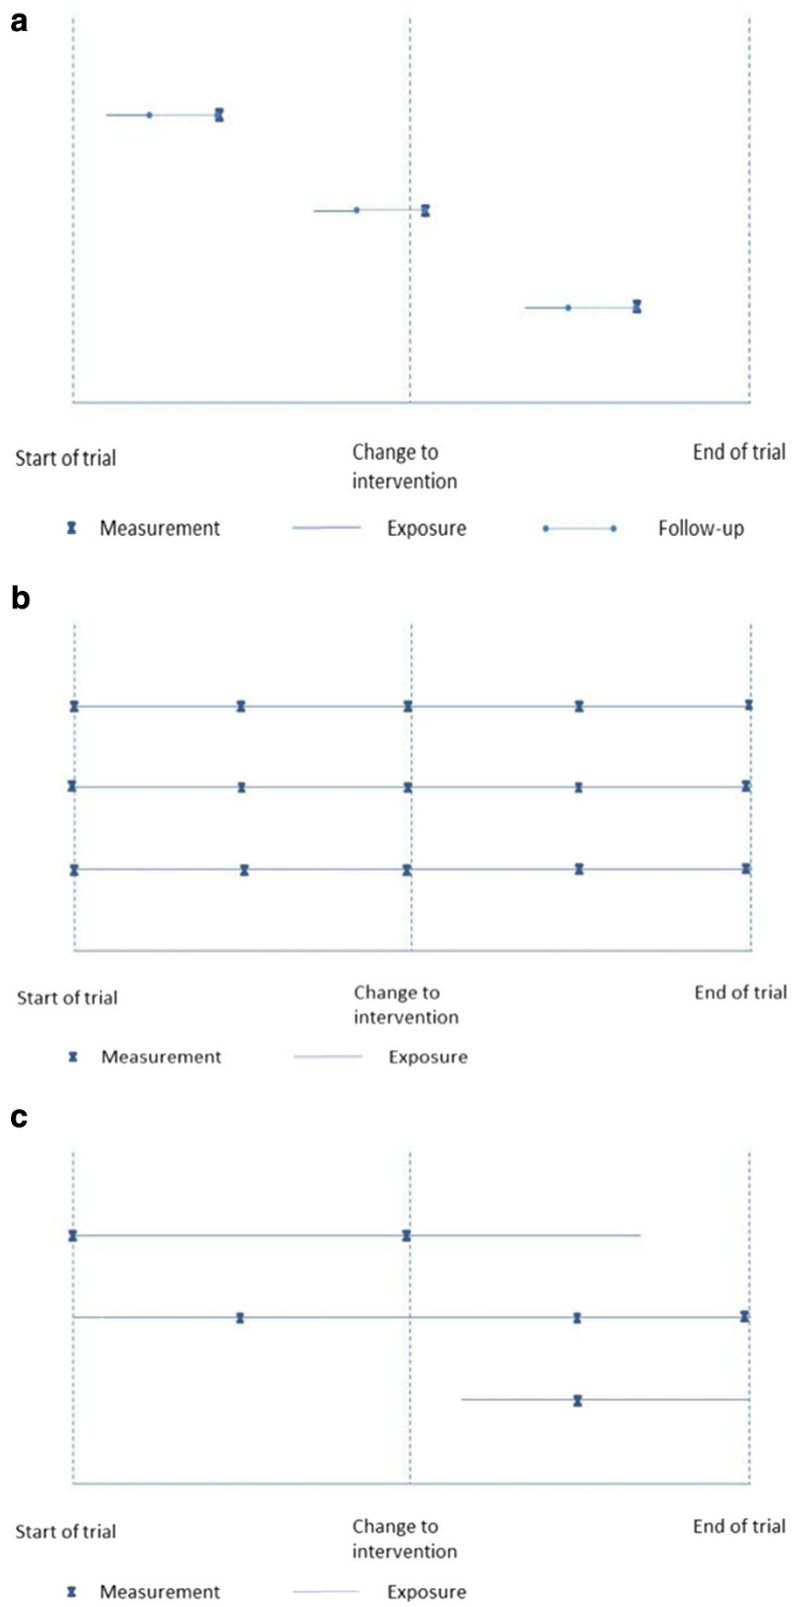 a
Start of trial
Change to
intervention
End of trial
Measurement
Exposure
Follow-up
b
Start of trial
Change to
intervention
End of trial
Measurement
Exposure
c
Start of trial
Change to
intervention
End of trial
Measurement
Exposure